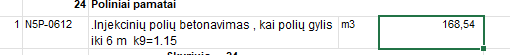 24 Poliniai pamatai
1 N5P-0612 .Injekcinių polių betonavimas , kai polių gylis m3 168,54
iki 6 m k9=1.15